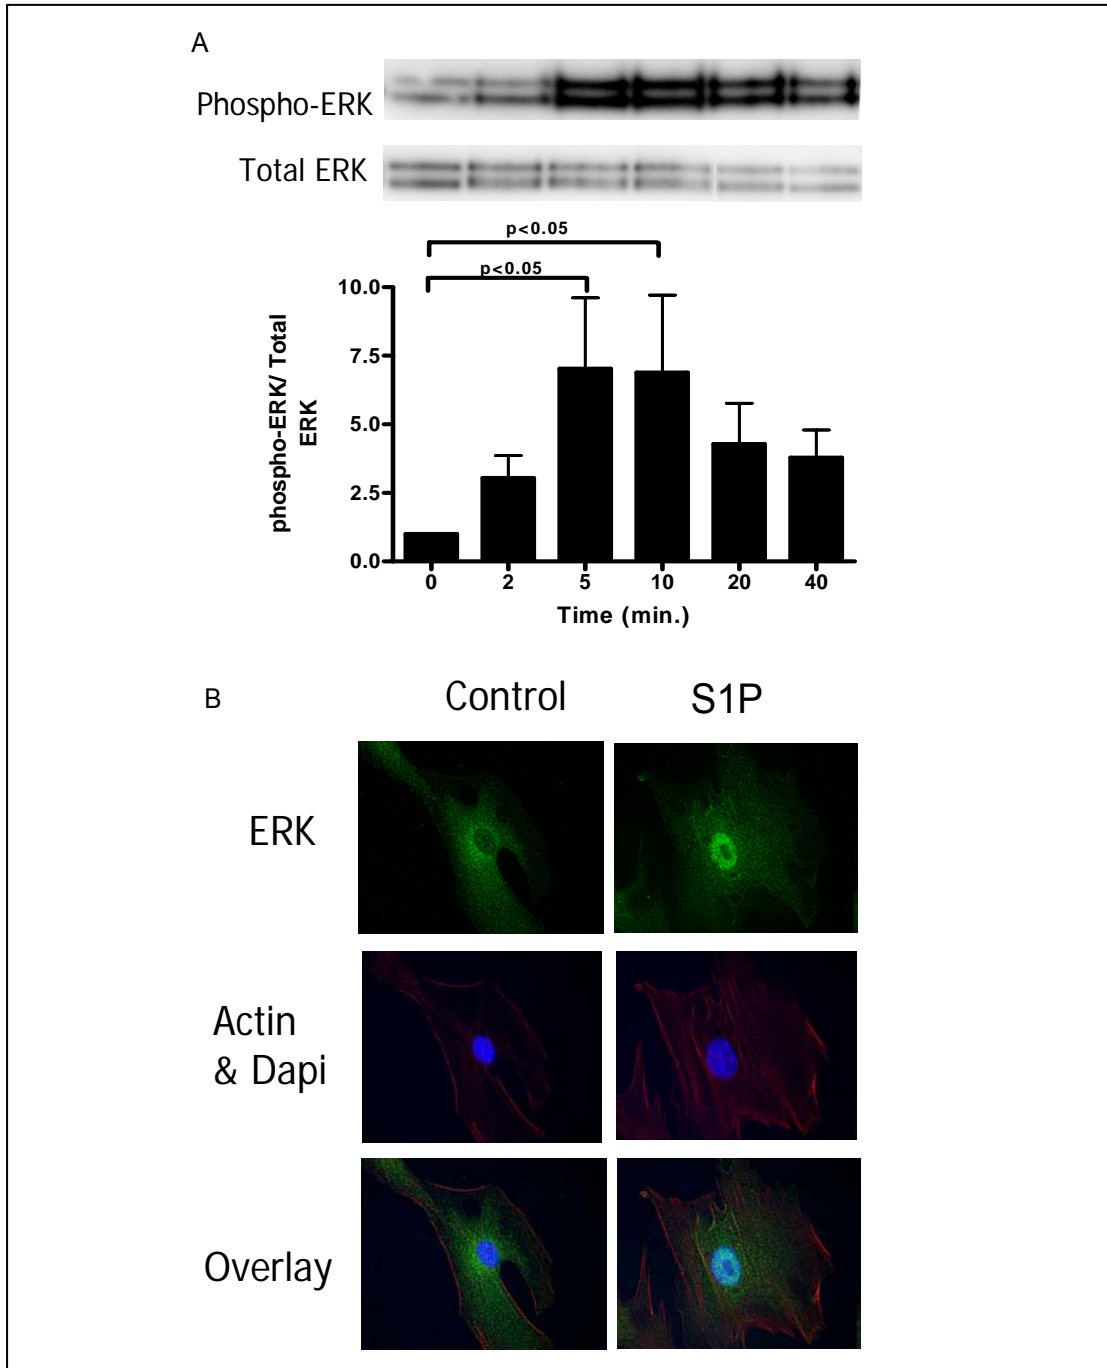 A
Phospho-ERK
Total ERK
p<0.05
p<0.05
10.0
7.5
5.0
2.5
0.0
phospho-ERK/ Total
ERK
0 2 5 10 20 40
Time (min.)
B
Control S1P
ERK
Actin
& Dapi
Overlay